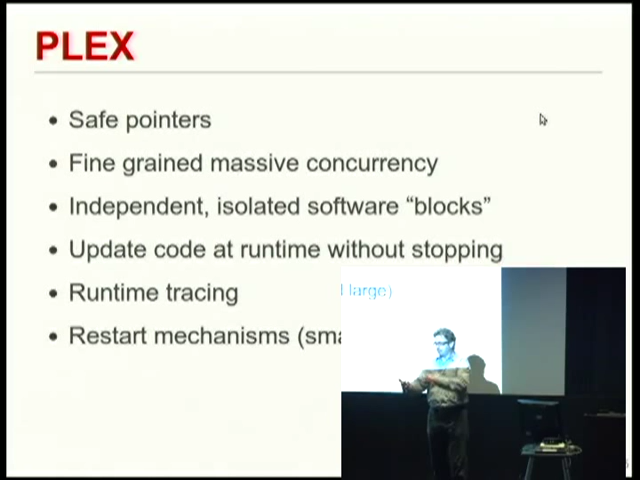 PLEX
• Safe pointers
• Fine grained massive concurrency
• Independent, isolated software “blocks”
• Update code at runtime without stopping
• Runtime tracing
• Restart mechanisms (sma
large)